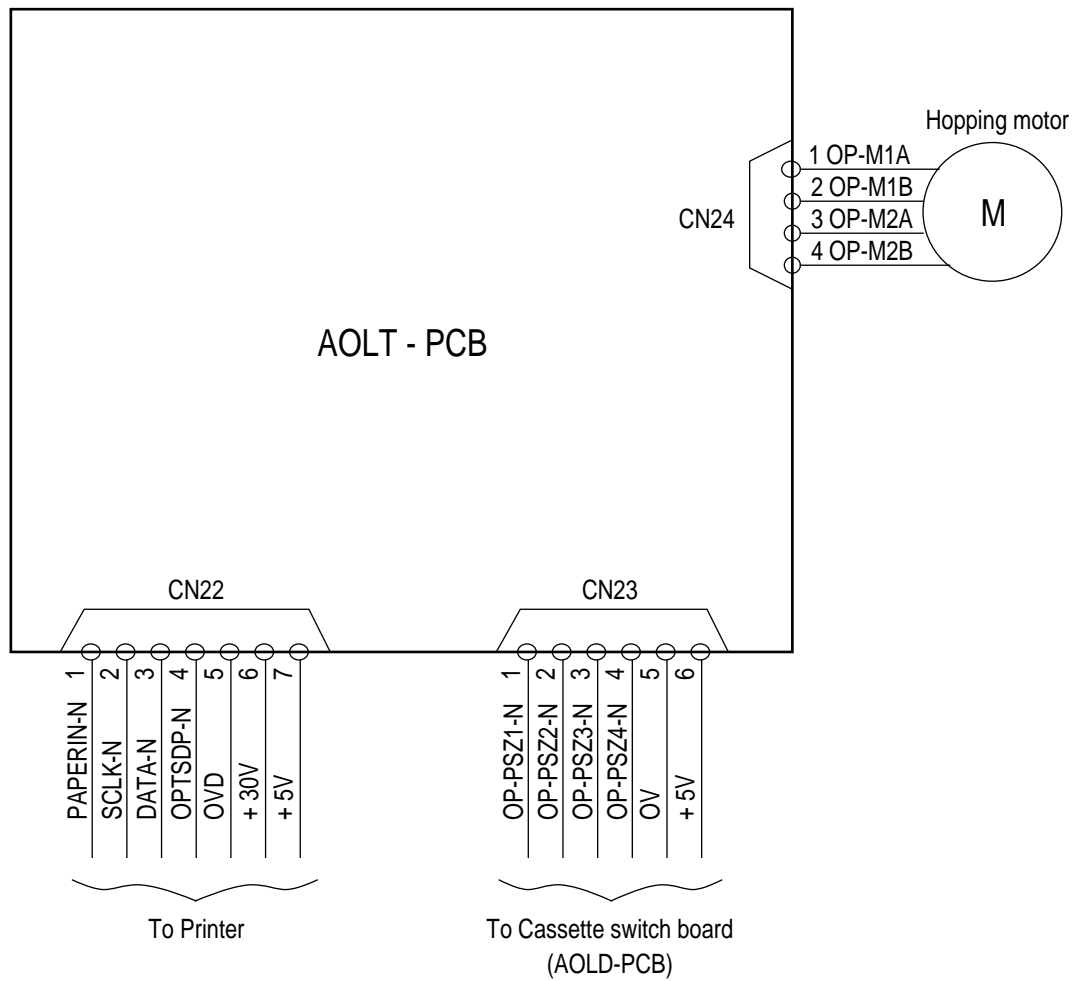 Hopping motor
1 OP-M1A
2 OP-M1B
CN24
3 OP-M2A
M
4 OP-M2B
AOLT - PCB
CN22
CN23
1 PAPERIN-N
2 SCLK-N
3 DATA-N
4 OPTSDP-N
5 OVD
6 + 30V
7 + 5V
1 OP-PSZ1-N
2 OP-PSZ2-N
3 OP-PSZ3-N
4 OP-PSZ4-N
5 OV
6 + 5V
To Printer
To Cassette switch board
(AOLD-PCB)